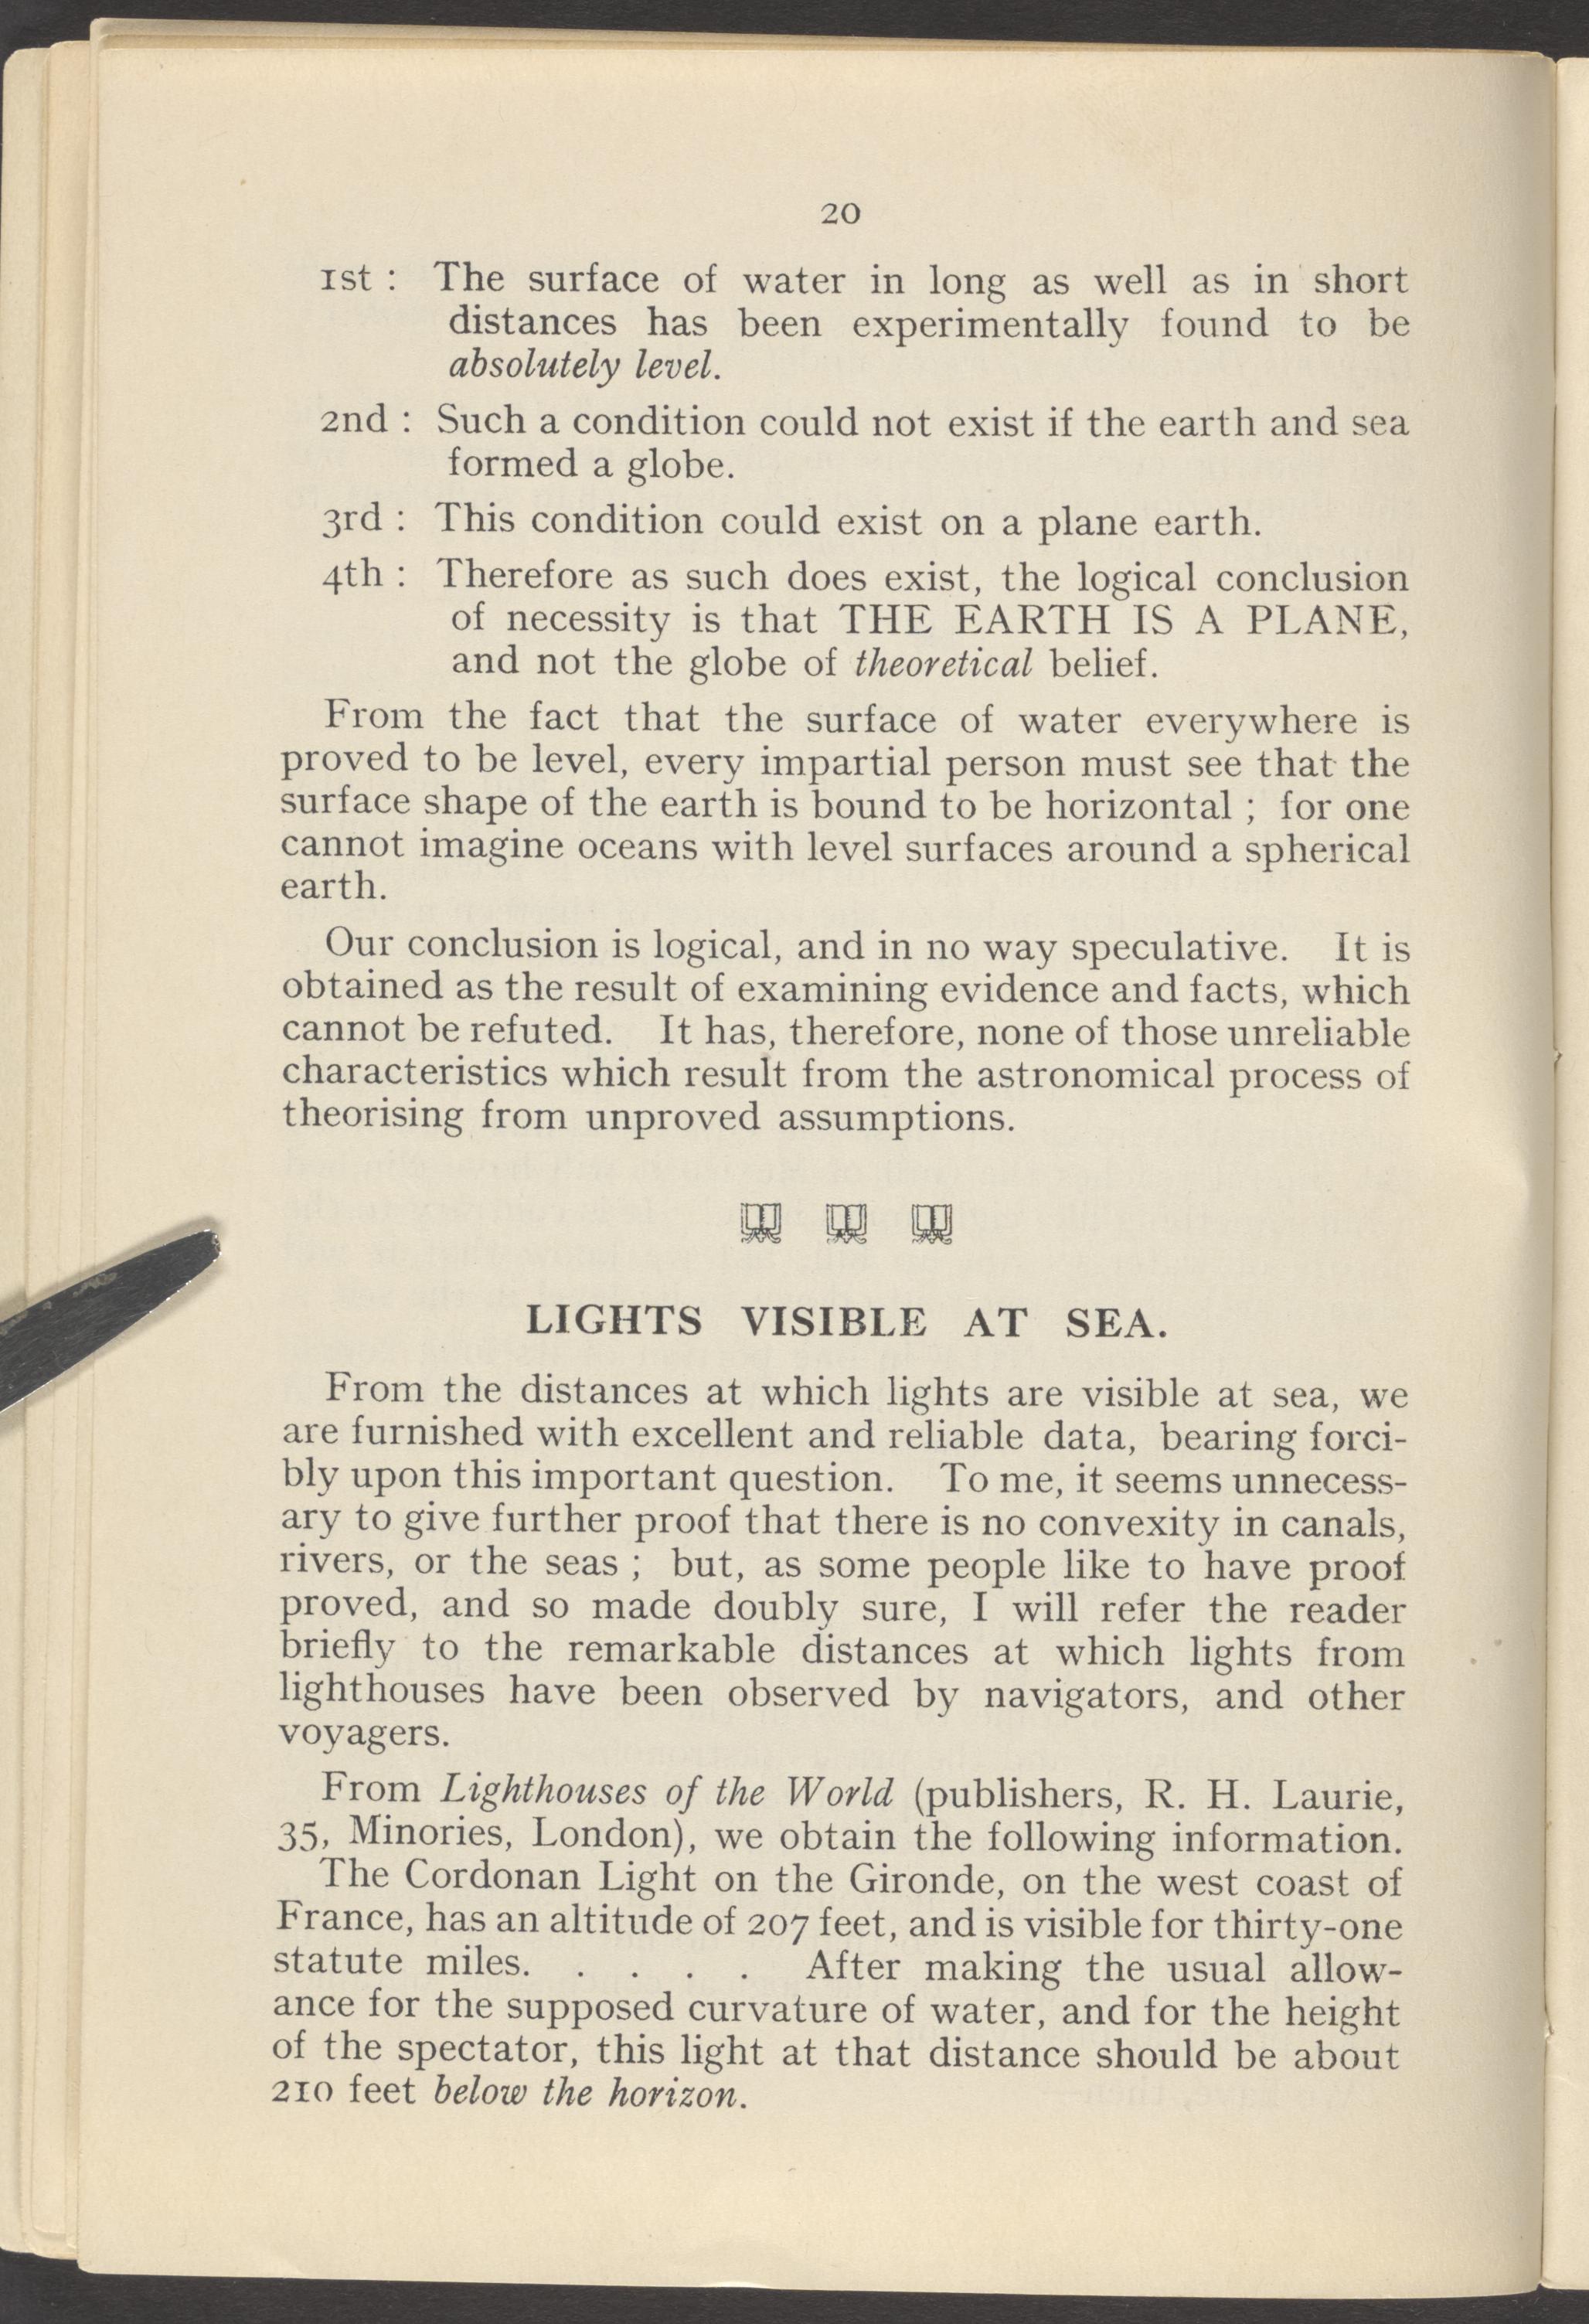 20
1st : The surface of water in long as well as in short
distances has been experimentally found to be
absolutely level.
2nd : Such a condition could not exist if the earth and sea
formed a globe.
3rd : This condition could exist on a plane earth.
4th : Therefore as such does exist, the logical conclusion
of necessity is that THE EARTH IS A PLANE,
and not the globe of theoretical belief.
From the fact that the surface of water everywhere is
proved to be level, every impartial person must see that the
surface shape of the earth is bound to be horizontal ; for one
cannot imagine oceans with level surfaces around a spherical
earth.
Our conclusion is logical, and in no way speculative. It is
obtained as the result of examining evidence and facts, which
cannot be refuted. It has, therefore, none of those unreliable
characteristics which result from the astronomical process of
theorising from unproved assumptions.
LIGHTS VISIBLE AT SEA.
From the distances at which lights are visible at sea, we
are furnished with excellent and reliable data, bearing forci-
bly upon this important question. To me, it seems unnecess-
ary to give further proof that there is no convexity in canals,
rivers, or the seas ; but, as some people like to have proof
proved, and so made doubly sure, I will refer the reader
briefly to the remarkable distances at which lights from
lighthouses have been observed by navigators, and other
voyagers.
From Lighthouses of the World (publishers, R. H. Laurie,
35, Minories, London), we obtain the following information.
The Cordonan Light on the Gironde, on the west coast of
France, has an altitude of 207 feet, and is visible for thirty-one
statute miles. . . . . After making the usual allow-
ance for the supposed curvature of water, and for the height
of the spectator, this light at that distance should be about
210 feet below the horizon.